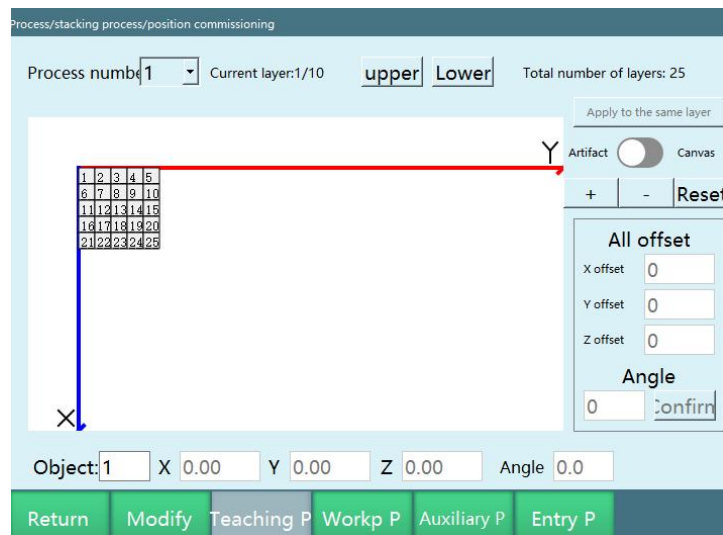 Process/stacking process/position commissioning
Process numbe 1 Current layer:1/10 upper Lower Total number of layers: 25
Apply to the same layer
Y Artifact Canvas
+ - Reset
1 2 3 4 5
6 7 8 9 10
11 12 13 14 15
16 17 18 19 20
21 22 23 24 25
All offset
X offset 0
Y offset 0
Z offset 0
Angle
0 Confirm
X
Object: 1 X 0.00 Y 0.00 Z 0.00 Angle 0.0
Return Modify Teaching P Workp P Auxiliary P Entry P